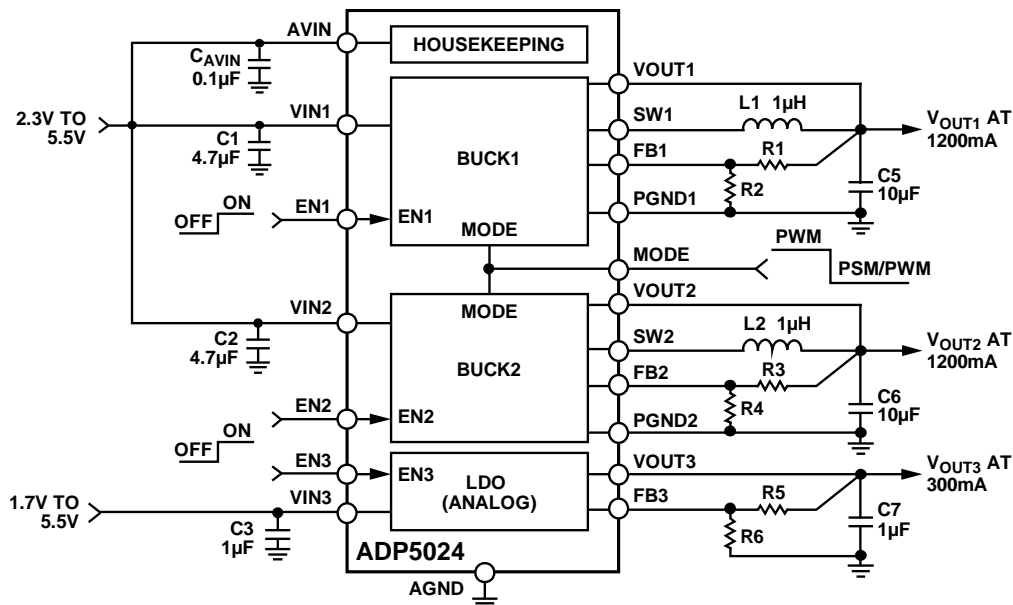 AVIN
HOUSEKEEPING
CAVIN
0.1µF
VOUT1
L1 1µH
2.3V TO
5.5V
VIN1
SW1
VOUT1 AT
1200mA
C1
4.7µF
BUCK1
FB1
R1
R2
C5
10µF
ON
OFF
EN1
EN1
PGND1
MODE
PWM
MODE
PSM/PWM
VIN2
MODE
VOUT2
L2 1µH
C2
4.7µF
BUCK2
SW2
VOUT2 AT
1200mA
FB2
R3
R4
C6
10µF
EN2
EN2
PGND2
ON
OFF
EN3
EN3
LDO
(ANALOG)
VOUT3
VOUT3 AT
300mA
1.7V TO
5.5V
VIN3
FB3
R5
R6
C7
1µF
C3
1µF
ADP5024
AGND